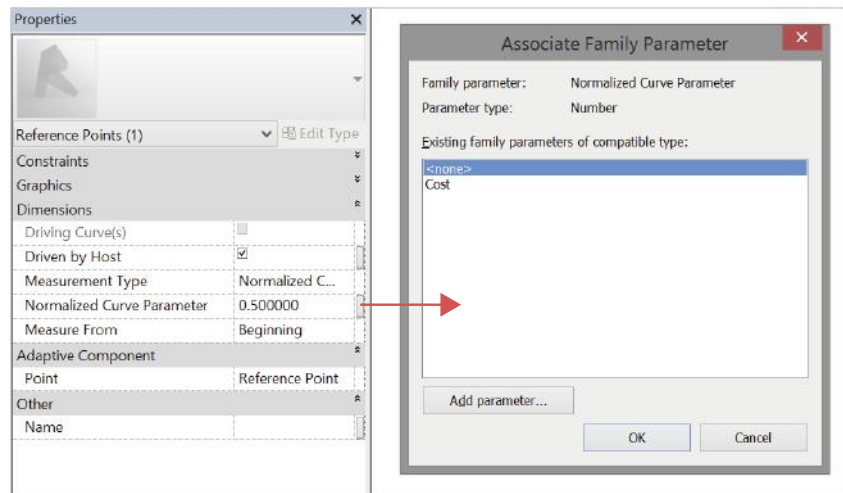 Properties
Reference Points (1)
Edit Type
Constraints
Graphics
Dimensions
Driving Curve(s)
Driven by Host
Measurement Type Normalized C...
Normalized Curve Parameter 0.500000
Measure From Beginning
Adaptive Component
Point Reference Point
Other
Name
Associate Family Parameter
Family parameter: Normalized Curve Parameter
Parameter type: Number
Existing family parameters of compatible type:
<none>
Cost
Add parameter...
OK Cancel